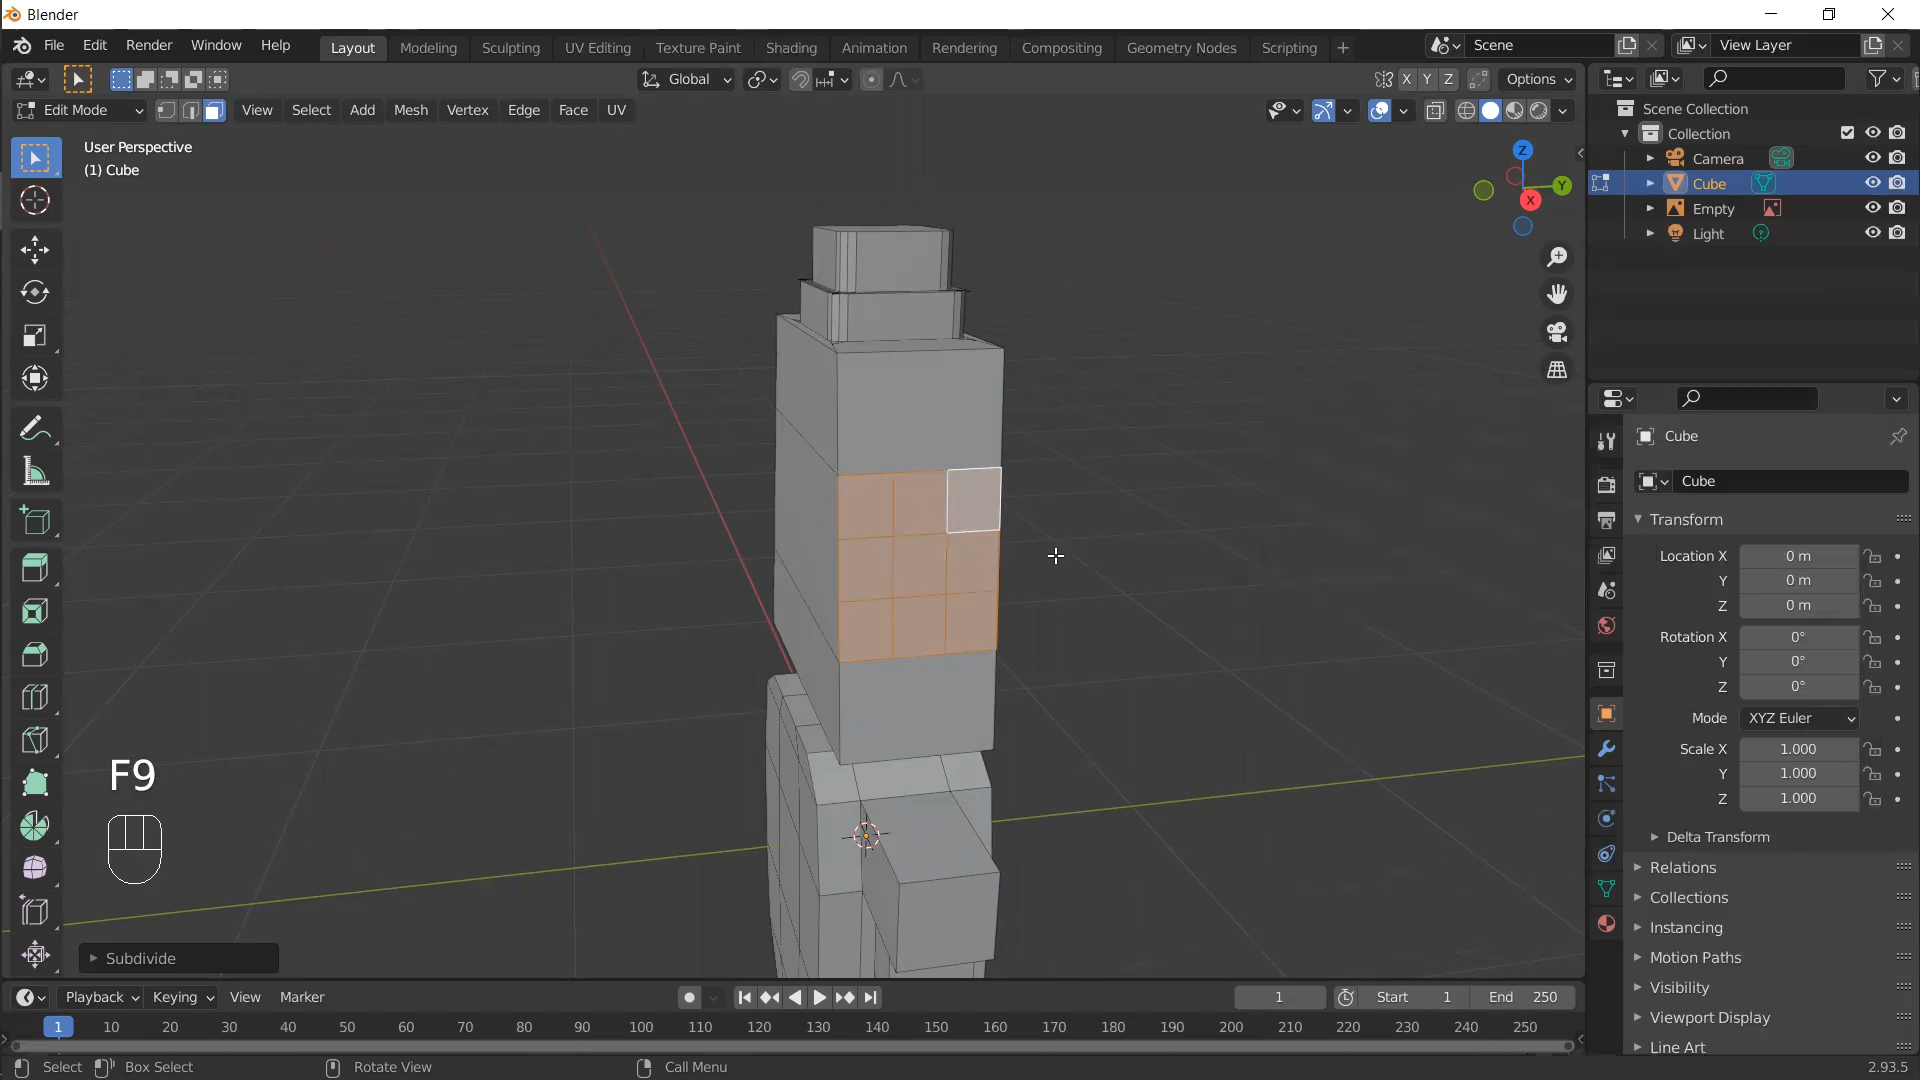 Blender
File Edit Render Window Help Layout Modeling Sculpting UV Editing Texture Paint Shading Animation Rendering Compositing Geometry Nodes Scripting + Scene View Layer
Global X Y Z Options
Edit Mode View Select Add Mesh Vertex Edge Face UV
User Perspective
(1) Cube
Z
Y
X
Scene Collection
Collection
Camera
Cube
Empty
Light
Cube
Cube
Transform
Location X 0 m
Y 0 m
Z 0 m
Rotation X 0°
Y 0°
Z 0°
Mode XYZ Euler
Scale X 1.000
Y 1.000
Z 1.000
Delta Transform
Relations
Collections
Instancing
Motion Paths
Visibility
Viewport Display
Line Art
F9
Subdivide
Playback Keying View Marker 1 Start 1 End 250
1 10 20 30 40 50 60 70 80 90 100 110 120 130 140 150 160 170 180 190 200 210 220 230 240 250
Select Box Select Rotate View Call Menu 2.93.5